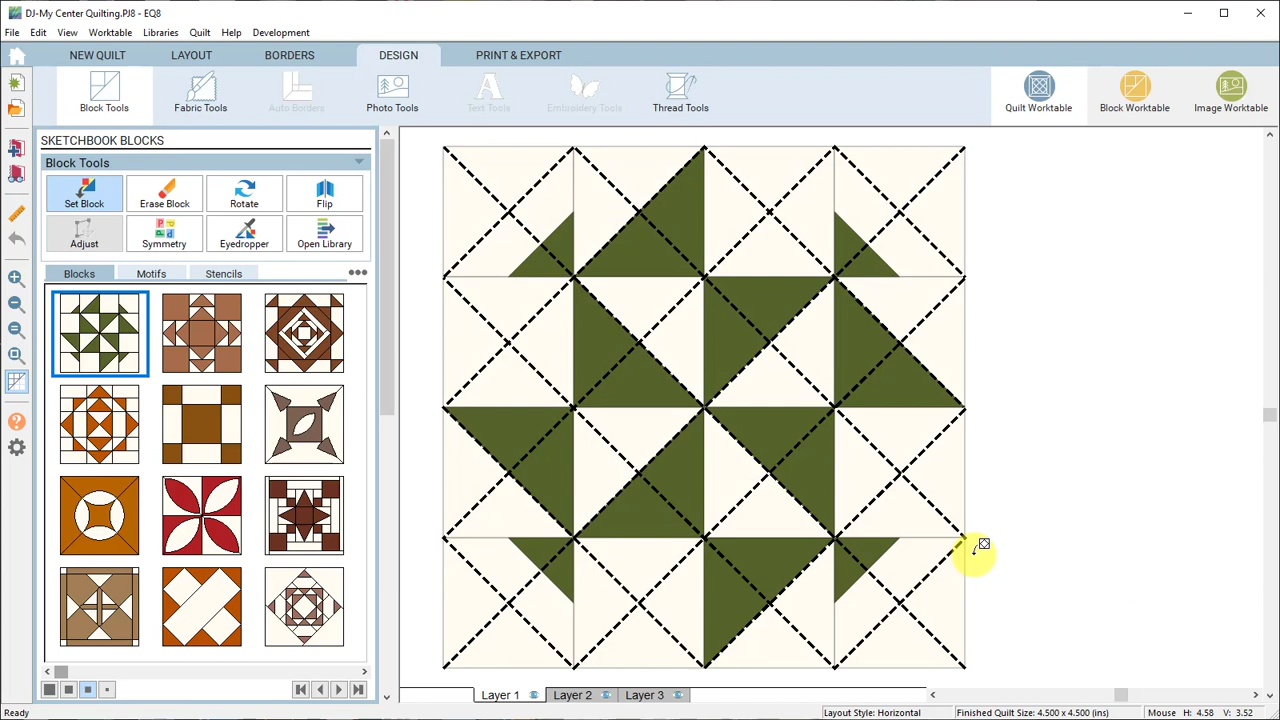 DJ-My Center Quilting.PJ8 - EQ8
File Edit View Worktable Libraries Quilt Help Development
NEW QUILT LAYOUT BORDERS DESIGN PRINT & EXPORT
Block Tools Fabric Tools Auto Borders Photo Tools Text Tools Embroidery Tools Thread Tools Quilt Worktable Block Worktable Image Worktable
SKETCHBOOK BLOCKS
Block Tools
Set Block Erase Block Rotate Flip
Adjust Symmetry Eyedropper Open Library
Blocks Motifs Stencils
Layer 1 Layer 2 Layer 3
Ready Layout Style: Horizontal Finished Quilt Size: 4.500 x 4.500 (ins) Mouse H: 4.58 V: 3.52